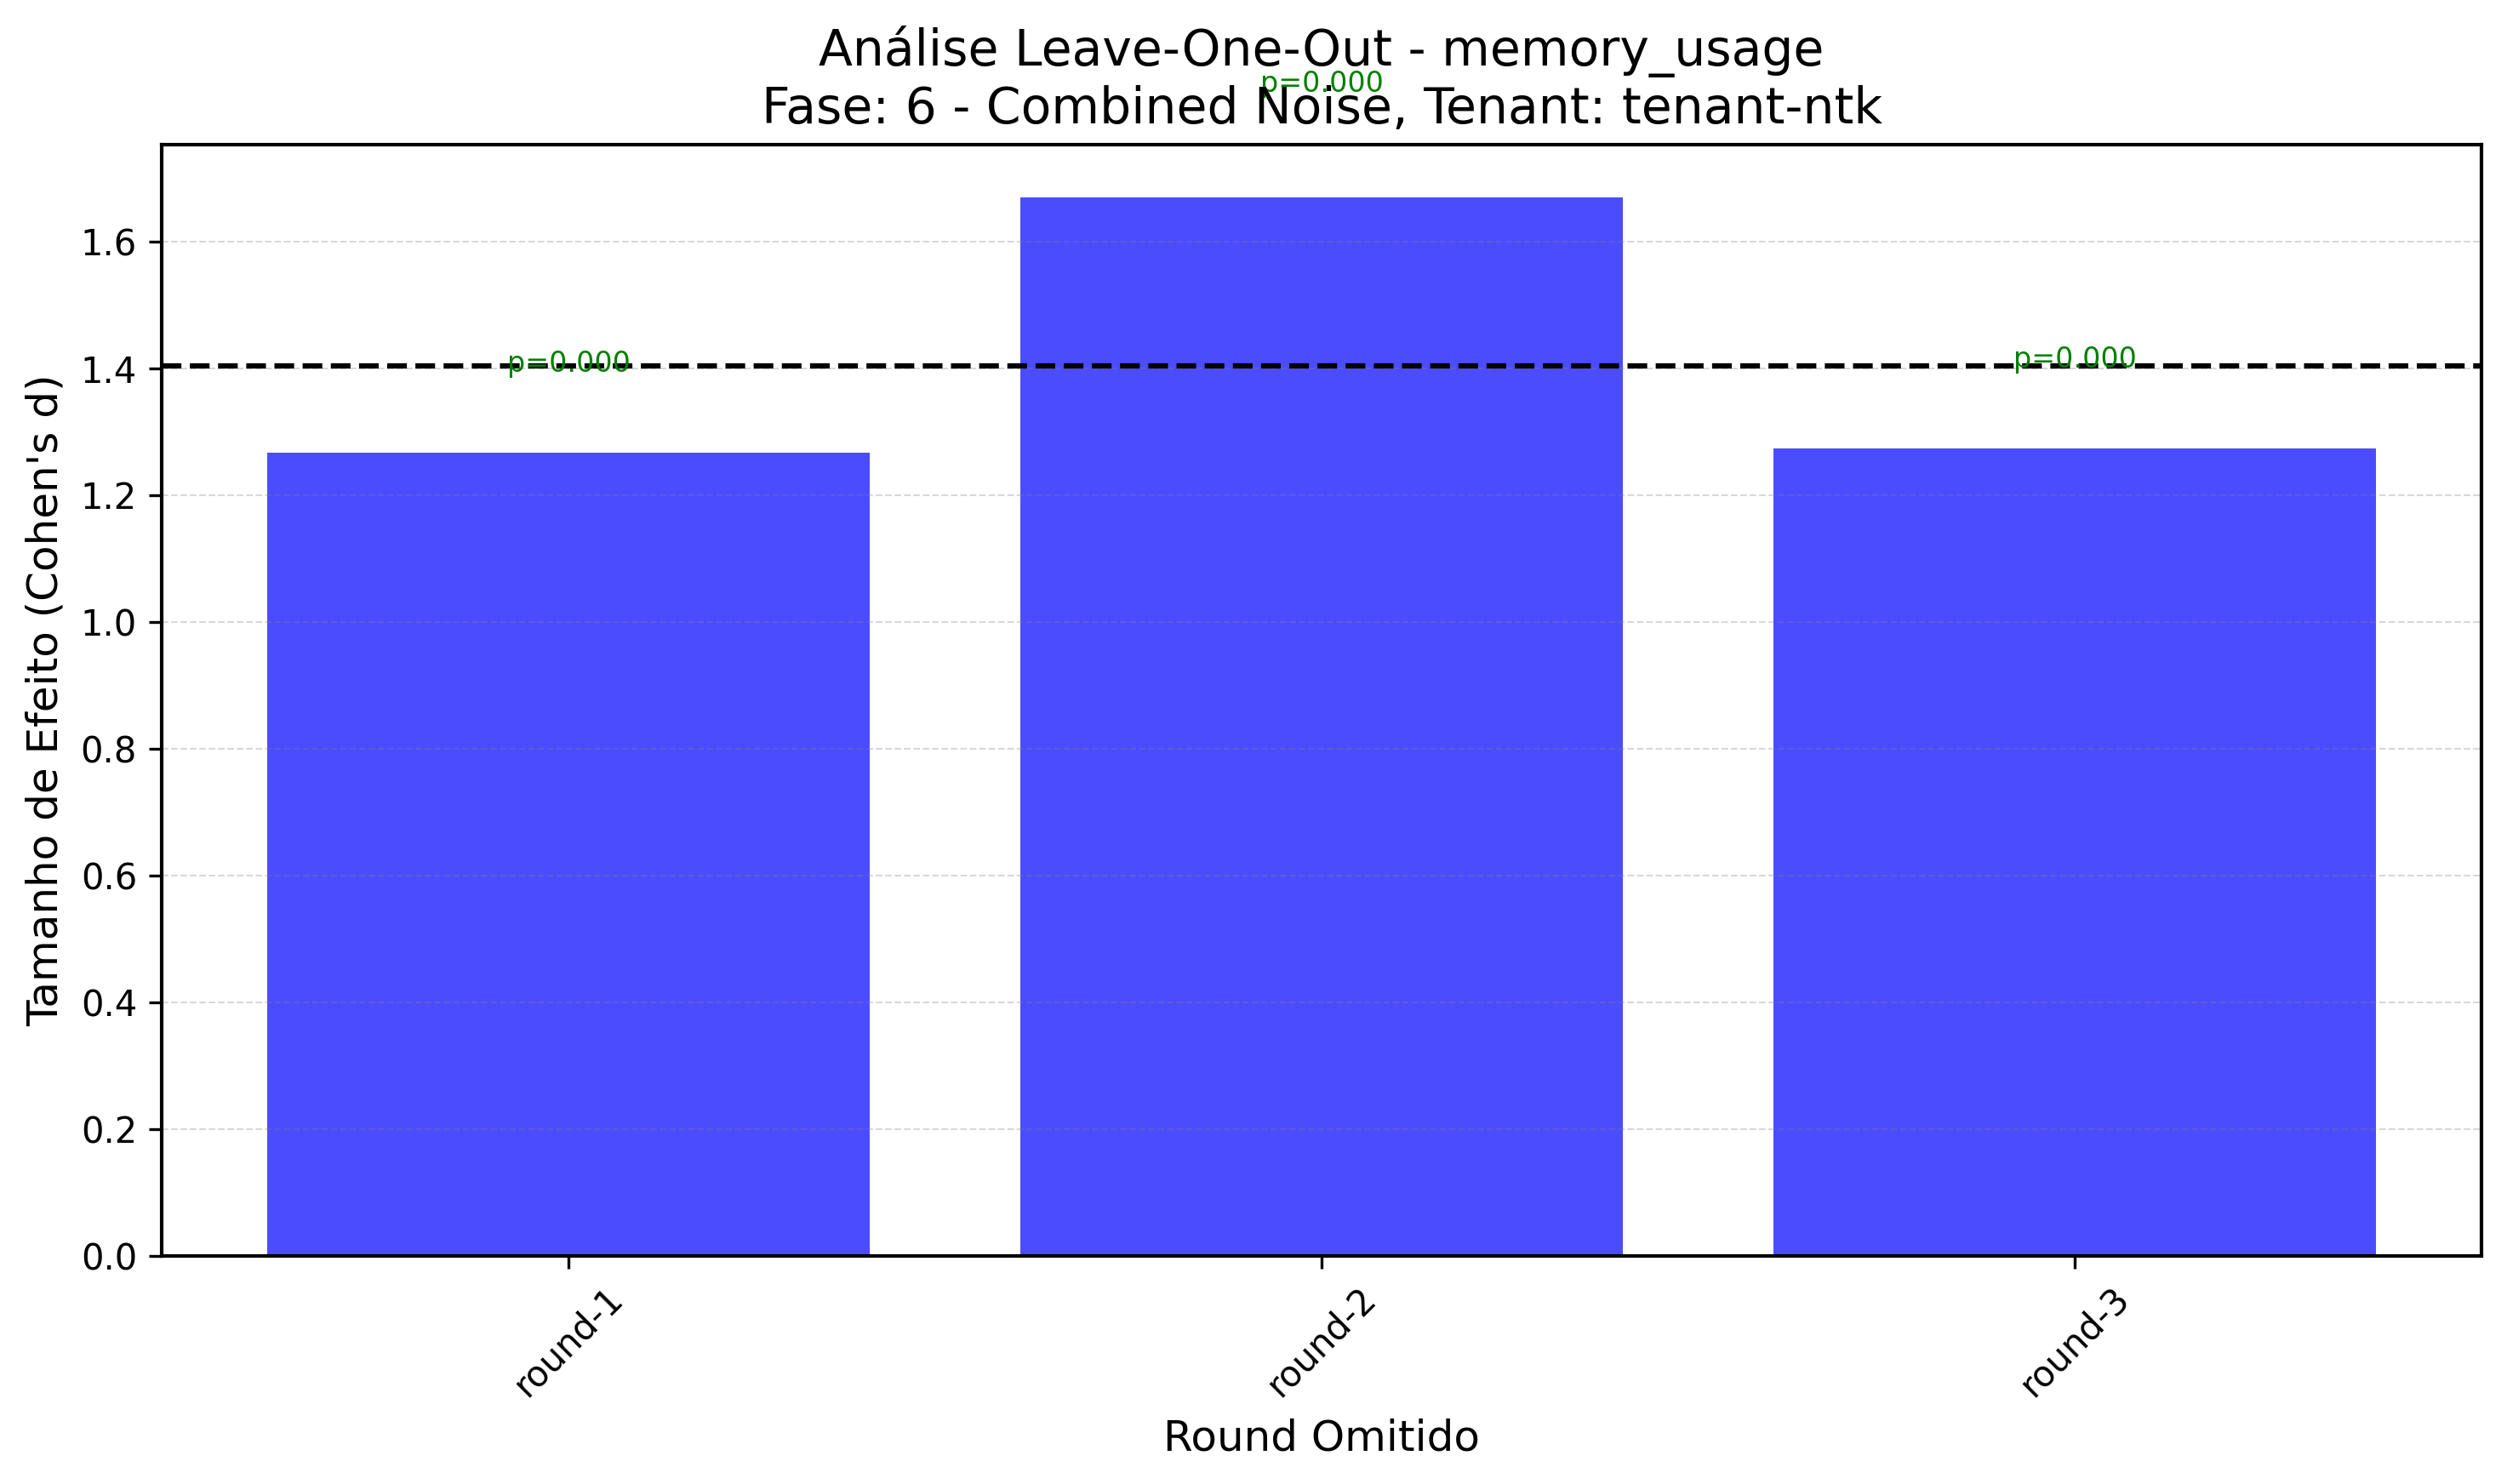 Análise Leave-One-Out - memory_usage
p=0.000
Fase: 6 - Combined Noise, Tenant: tenant-ntk
Tamanho de Efeito (Cohen's d)
1.6
1.4
1.2
1.0
0.8
0.6
0.4
0.2
0.0
p=0.000
p=0.000
round-1
round-2
round-3
Round Omitido